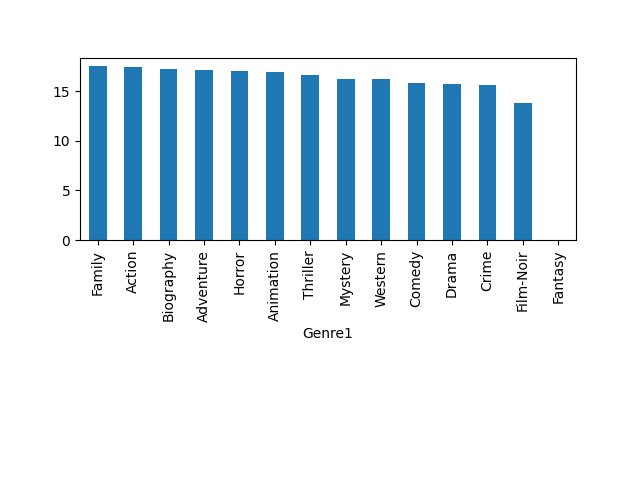 15
10
5
0
Family
Action
Biography
Adventure
Horror
Animation
Thriller
Mystery
Western
Comedy
Drama
Crime
Film-Noir
Fantasy
Genre1